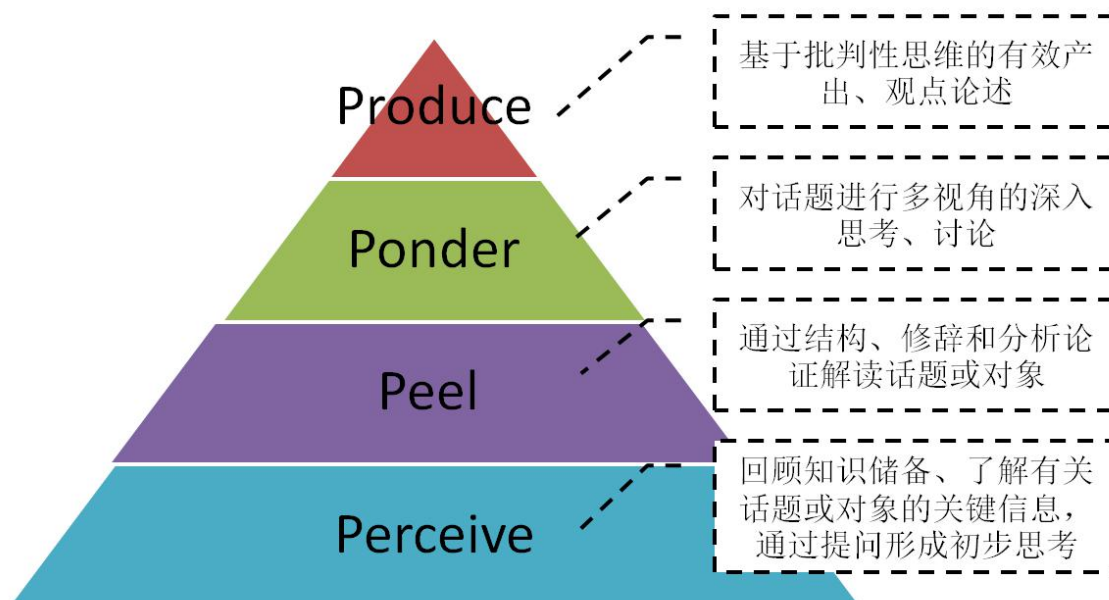 Produce
基于批判性思维的有效产
出、观点论述
Ponder
对话题进行多视角的深入
思考、讨论
Peel
通过结构、修辞和分析论
证解读话题或对象
Perceive
回顾知识储备、了解有关
话题或对象的关键信息，
通过提问形成初步思考